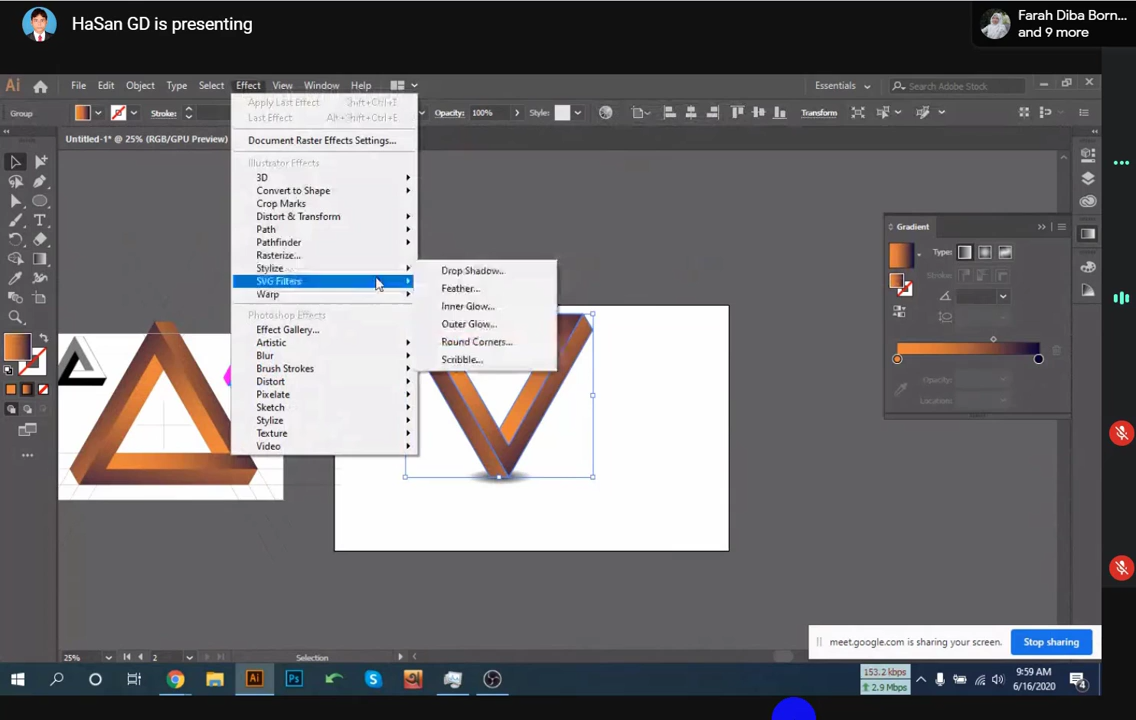 HaSan GD is presenting
Farah Diba Born...
and 9 more
Ai File Edit Object Type Select Effect View Window Help
Essentials
Search Adobe Stock
Group
Stroke:
Opacity: 100%
Style:
Transform
Untitled-1* @ 25% (RGB/GPU Preview)
Apply Last Effect Shift+Ctrl+E
Last Effect Alt+Shift+Ctrl+E
Document Raster Effects Settings...
Illustrator Effects
3D
Convert to Shape
Crop Marks
Distort & Transform
Path
Pathfinder
Rasterize...
Stylize
SVG Filters
Warp
Photoshop Effects
Effect Gallery...
Artistic
Blur
Brush Strokes
Distort
Pixelate
Sketch
Stylize
Texture
Video
Drop Shadow...
Feather...
Inner Glow...
Outer Glow...
Round Corners...
Scribble...
Gradient
Type:
Stroke:
Opacity:
Location:
meet.google.com is sharing your screen.
Stop sharing
25%
2
Selection
Ai
Ps
153.2 kbps
2.9 Mbps
9:59 AM
6/16/2020
4